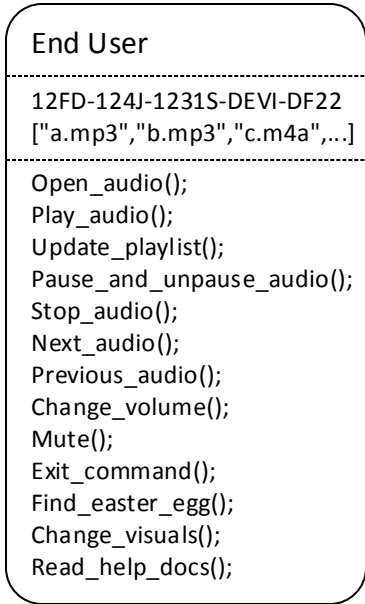 End User
12FD-124J-1231S-DEVI-DF22
["a.mp3","b.mp3","c.m4a",...]
Open_audio();
Play_audio();
Update_playlist();
Pause_and_unpause_audio();
Stop_audio();
Next_audio();
Previous_audio();
Change_volume();
Mute();
Exit_command();
Find_easter_egg();
Change_visuals();
Read_help_docs();